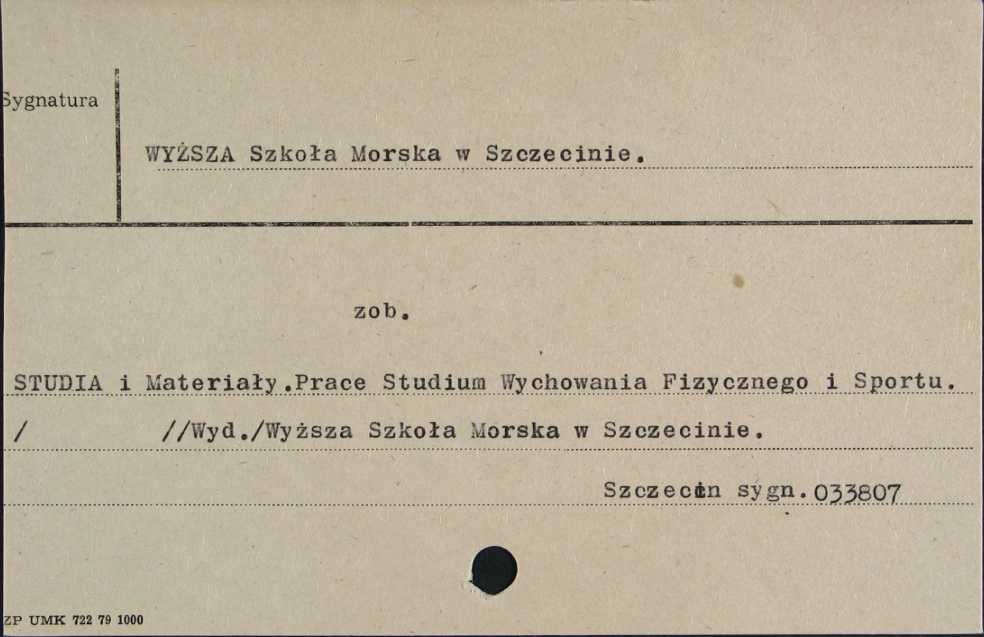 Sygnatura
WYŻSZA Szkoła Morska w Szczecinie.
zob.
STUDIA i Materiały.Prace Studium Wychowania Fizycznego i Sportu.
/ //Wyd./Wyższa Szkoła Morska w Szczecinie.
Szczecin sygn. 033807
ZP UMK 722 79 1000